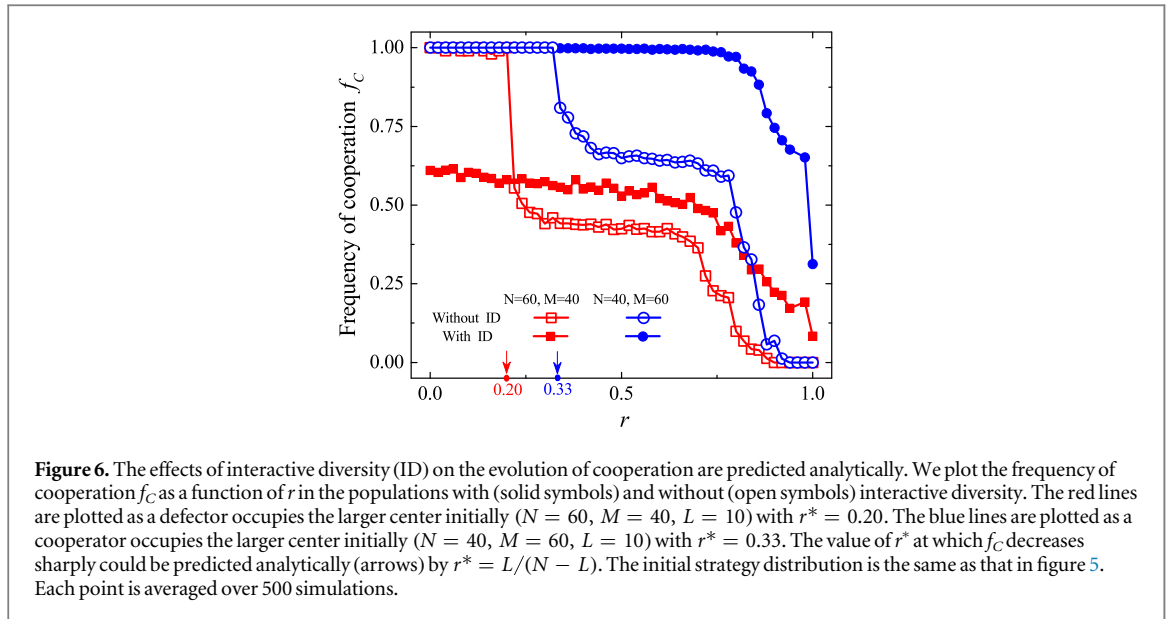 1.00
0.75
0.50
0.25
0.00
Frequency of cooperation f_C
N=60, M=40 N=40, M=60
Without ID
With ID
0.20 0.33
0.0 0.5 1.0
r
Figure 6. The effects of interactive diversity (ID) on the evolution of cooperation are predicted analytically. We plot the frequency of
cooperation f_C as a function of r in the populations with (solid symbols) and without (open symbols) interactive diversity. The red lines
are plotted as a defector occupies the larger center initially (N = 60, M = 40, L = 10) with r* = 0.20. The blue lines are plotted as a
cooperator occupies the larger center initially (N = 40, M = 60, L = 10) with r* = 0.33. The value of r* at which f_C decreases
sharply could be predicted analytically (arrows) by r* = L/(N − L). The initial strategy distribution is the same as that in figure 5.
Each point is averaged over 500 simulations.